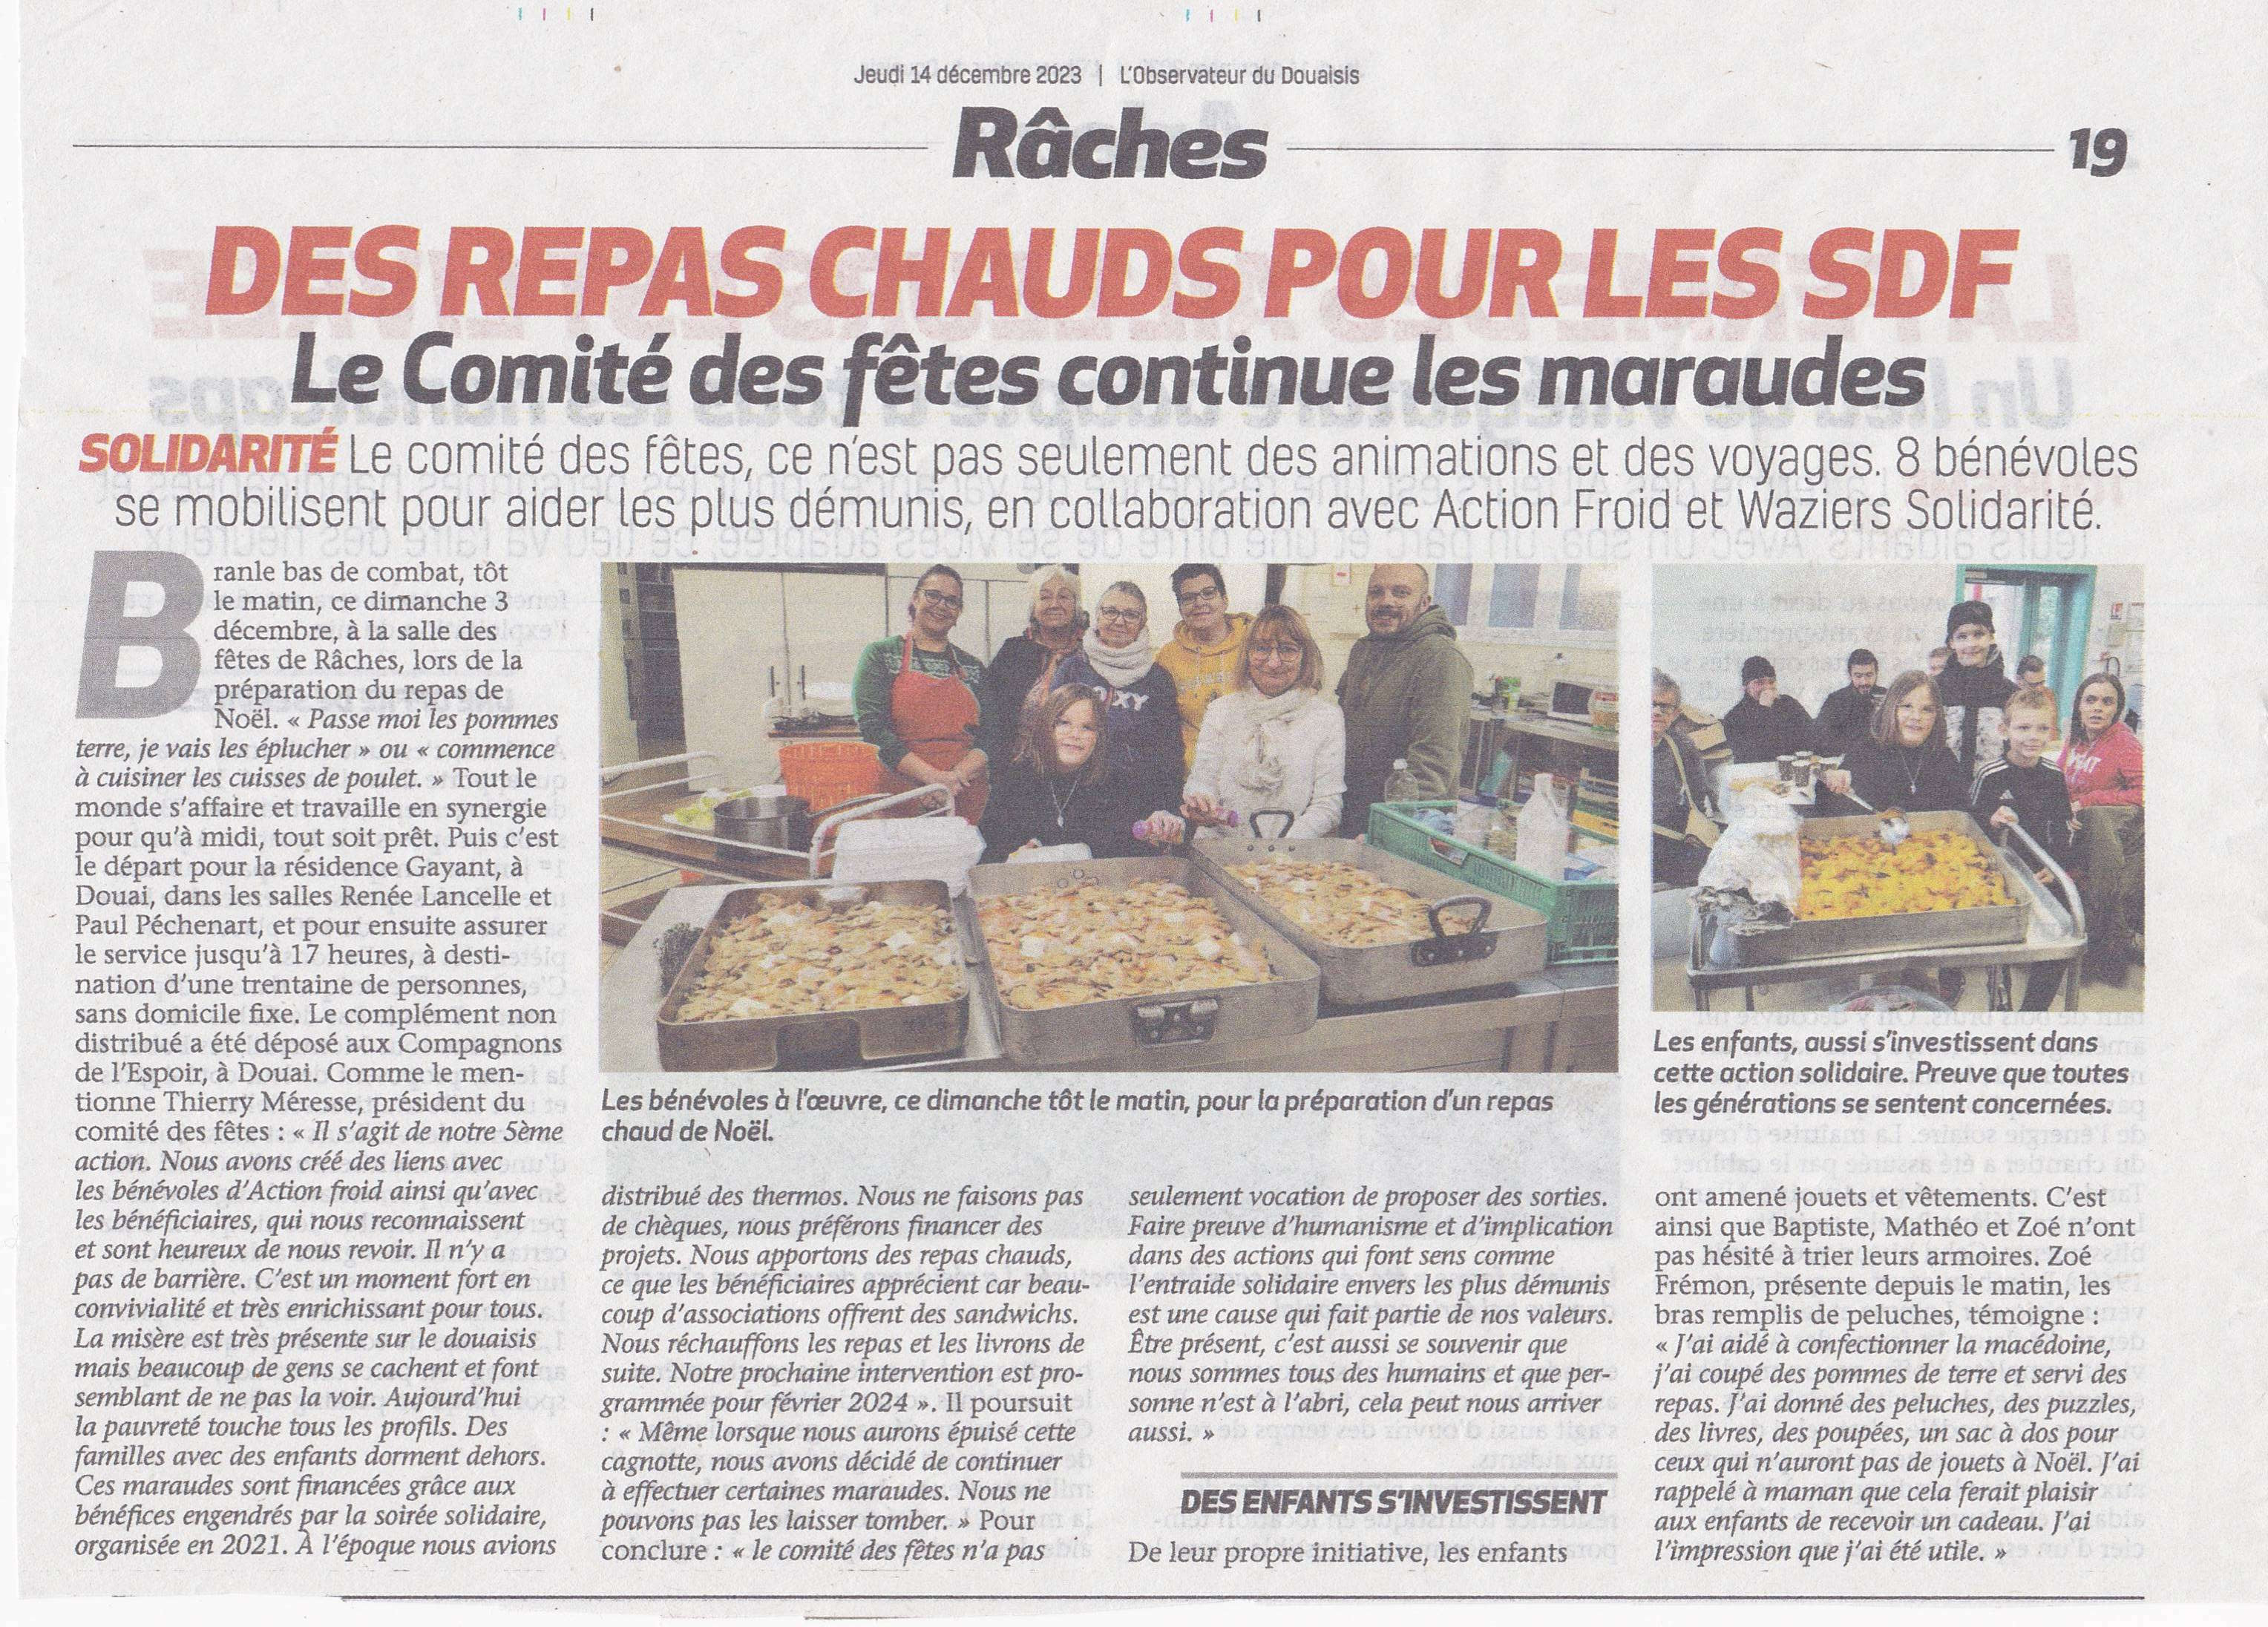 Jeudi 14 décembre 2023 | L'Observateur du Douaisis
Râches
19
DES REPAS CHAUDS POUR LES SDF
Le Comité des fêtes continue les maraudes
SOLIDARITÉ Le comité des fêtes, ce n'est pas seulement des animations et des voyages. 8 bénévoles
se mobilisent pour aider les plus démunis, en collaboration avec Action Froid et Waziers Solidarité.
Branle bas de combat, tôt
le matin, ce dimanche 3
décembre, à la salle des
fêtes de Râches, lors de la
préparation du repas de
Noël. « Passe moi les pommes
terre, je vais les éplucher » ou « commence
à cuisiner les cuisses de poulet. » Tout le
monde s'affaire et travaille en synergie
pour qu'à midi, tout soit prêt. Puis c'est
le départ pour la résidence Gayant, à
Douai, dans les salles Renée Lancelle et
Paul Péchenart, et pour ensuite assurer
le service jusqu'à 17 heures, à desti-
nation d'une trentaine de personnes,
sans domicile fixe. Le complément non
distribué a été déposé aux Compagnons
de l'Espoir, à Douai. Comme le men-
tionne Thierry Méresse, président du
comité des fêtes : « Il s'agit de notre 5ème
action. Nous avons créé des liens avec
les bénévoles d'Action froid ainsi qu'avec
les bénéficiaires, qui nous reconnaissent
et sont heureux de nous revoir. Il n'y a
pas de barrière. C'est un moment fort en
convivialité et très enrichissant pour tous.
La misère est très présente sur le douaisis
mais beaucoup de gens se cachent et font
semblant de ne pas la voir. Aujourd'hui
la pauvreté touche tous les profils. Des
familles avec des enfants dorment dehors.
Ces maraudes sont financées grâce aux
bénéfices engendrés par la soirée solidaire,
organisée en 2021. À l'époque nous avions
Les bénévoles à l'œuvre, ce dimanche tôt le matin, pour la préparation d'un repas
chaud de Noël.
distribué des thermos. Nous ne faisons pas
de chèques, nous préférons financer des
projets. Nous apportons des repas chauds,
ce que les bénéficiaires apprécient car beau-
coup d'associations offrent des sandwichs.
Nous réchauffons les repas et les livrons de
suite. Notre prochaine intervention est pro-
grammée pour février 2024 ». Il poursuit
: « Même lorsque nous aurons épuisé cette
cagnotte, nous avons décidé de continuer
à effectuer certaines maraudes. Nous ne
pouvons pas les laisser tomber. » Pour
conclure : « le comité des fêtes n'a pas
seulement vocation de proposer des sorties.
Faire preuve d'humanisme et d'implication
dans des actions qui font sens comme
l'entraide solidaire envers les plus démunis
est une cause qui fait partie de nos valeurs.
Être présent, c'est aussi se souvenir que
nous sommes tous des humains et que per-
sonne n'est à l'abri, cela peut nous arriver
aussi. »
DES ENFANTS S'INVESTISSENT
De leur propre initiative, les enfants
Les enfants, aussi s'investissent dans
cette action solidaire. Preuve que toutes
les générations se sentent concernées.
ont amené jouets et vêtements. C'est
ainsi que Baptiste, Mathéo et Zoé n'ont
pas hésité à trier leurs armoires. Zoé
Frémon, présente depuis le matin, les
bras remplis de peluches, témoigne :
« J'ai aidé à confectionner la macédoine,
j'ai coupé des pommes de terre et servi des
repas. J'ai donné des peluches, des puzzles,
des livres, des poupées, un sac à dos pour
ceux qui n'auront pas de jouets à Noël. J'ai
rappelé à maman que cela ferait plaisir
aux enfants de recevoir un cadeau. J'ai
l'impression que j'ai été utile. »